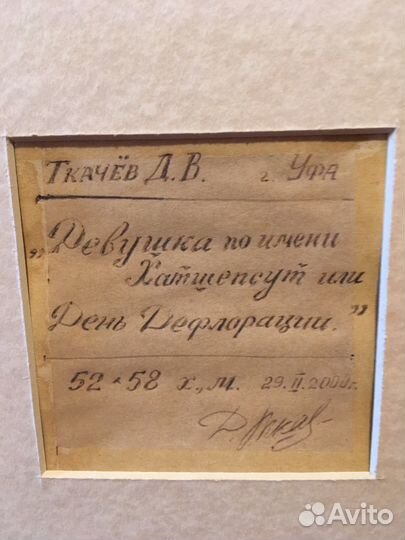 Ткачёв Д. В. г. Уфа
„Девушка по имени
Хатшепсут или
День Дефлорации."
52 × 58 х., м. 29.II.2000г.
Avito